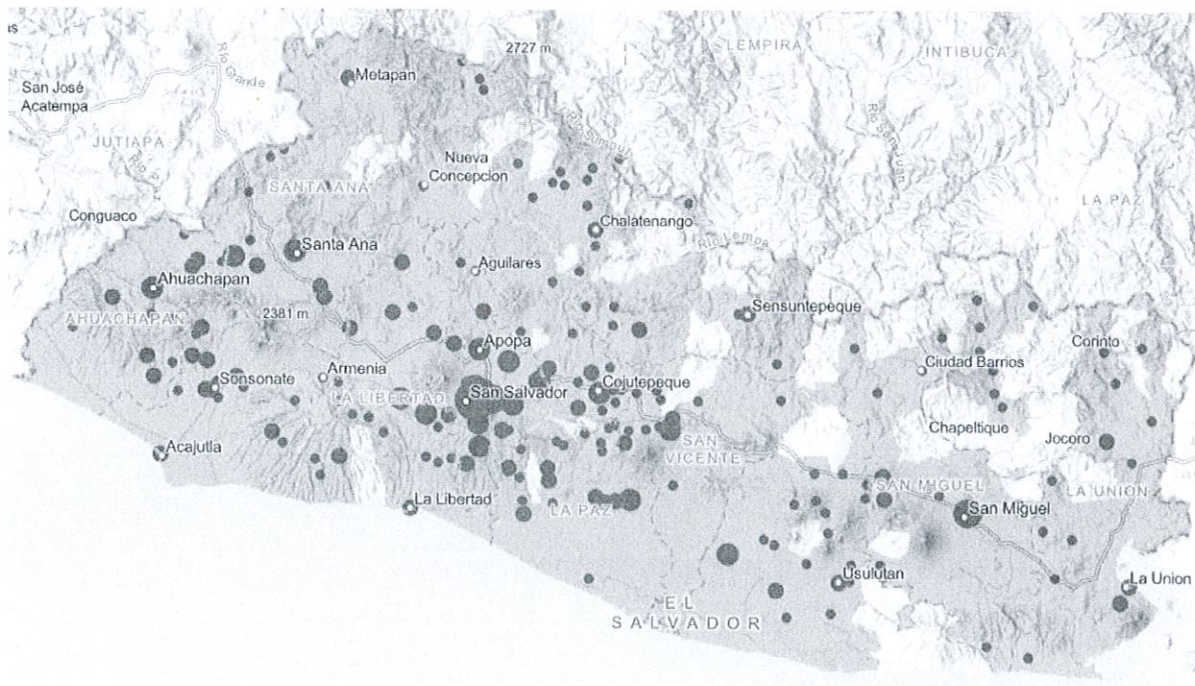 as
2727 m
LEMPIRA
INTIBUCA
Metapan
San José
Acatempa
Rio Grande
JUTIAPA
Nueva
Concepcion
SANTA ANA
LA PAZ
Conguaco
Chalatenango
Rio Lempa
Santa Ana
Aguilares
Ahuachapan
AHUACHAPAN
2381 m
Sensuntepeque
Apopa
Corinto
Ciudad Barrios
Armenia
Sonsonate
Cojutepeque
LA LIBERTAD
San Salvador
Chapeltique
Jocoro
Acajutla
SAN
VICENTE
SAN MIGUEL
LA UNION
La Libertad
LA PAZ
San Miguel
Usulutan
La Union
EL
SALVADOR